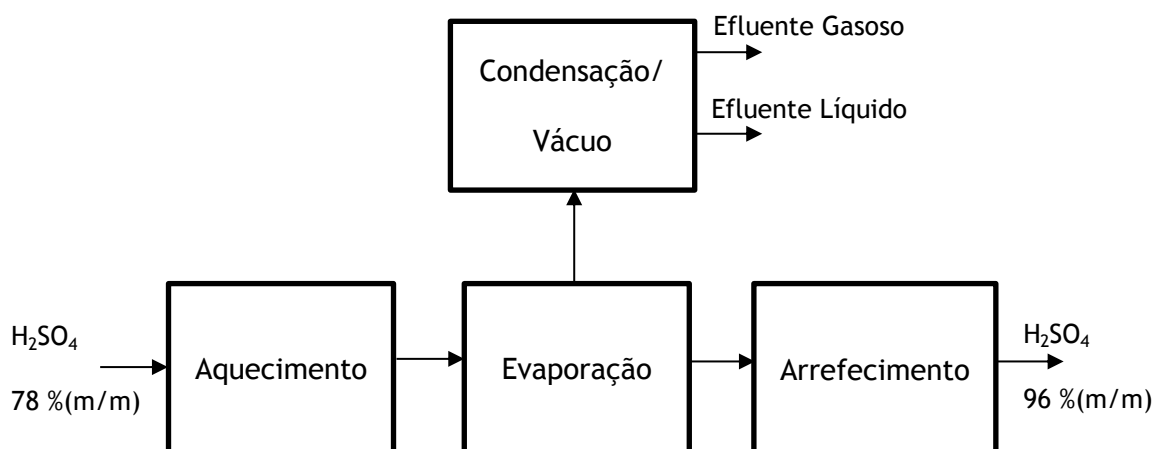 Efluente Gasoso
Condensação/
Vácuo
Efluente Líquido
H₂SO₄
78 %(m/m)
Aquecimento
Evaporação
Arrefecimento
H₂SO₄
96 %(m/m)